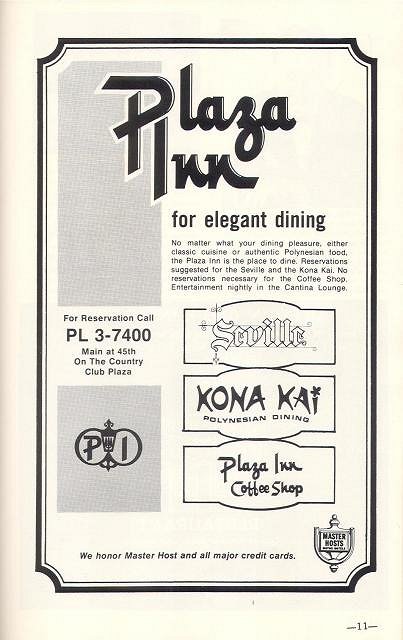 Plaza
Inn
for elegant dining
No matter what your dining pleasure, either
classic cuisine or authentic Polynesian food,
the Plaza Inn is the place to dine. Reservations
suggested for the Seville and the Kona Kai. No
reservations necessary for the Coffee Shop.
Entertainment nightly in the Cantina Lounge.
For Reservation Call
PL 3-7400
Main at 45th
On The Country
Club Plaza
P I
Seville
KONA KAI
POLYNESIAN DINING
Plaza Inn
Coffee Shop
MASTER
HOSTS
We honor Master Host and all major credit cards.
—11—